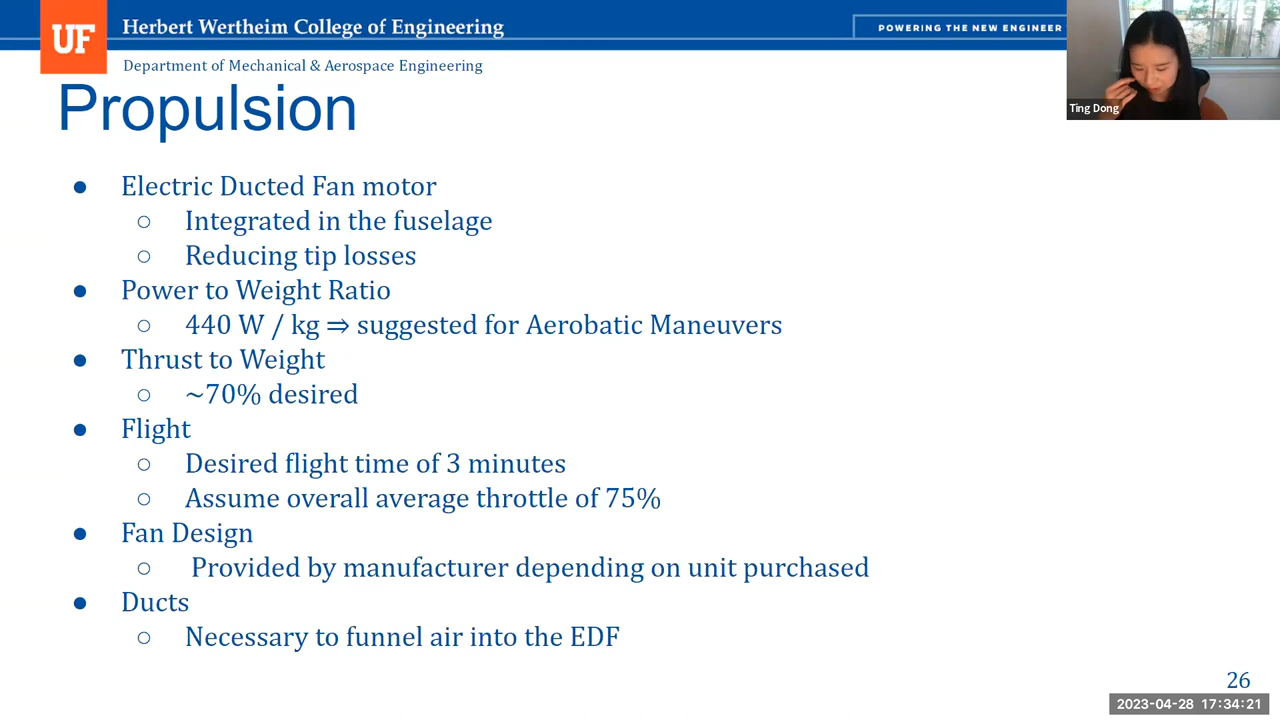 UF
Herbert Wertheim College of Engineering
POWERING THE NEW ENGINEER
Department of Mechanical & Aerospace Engineering
Ting Dong
Propulsion
● Electric Ducted Fan motor
○ Integrated in the fuselage
○ Reducing tip losses
● Power to Weight Ratio
○ 440 W / kg ⇒ suggested for Aerobatic Maneuvers
● Thrust to Weight
○ ~70% desired
● Flight
○ Desired flight time of 3 minutes
○ Assume overall average throttle of 75%
● Fan Design
○ Provided by manufacturer depending on unit purchased
● Ducts
○ Necessary to funnel air into the EDF
26
2023-04-28 17:34:21